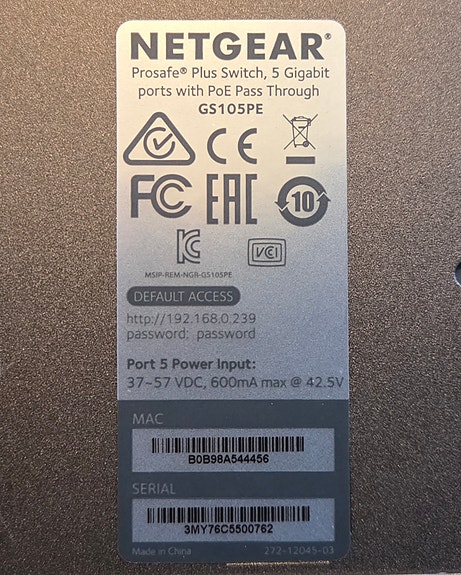 NETGEAR®
Prosafe® Plus Switch, 5 Gigabit
ports with PoE Pass Through
GS105PE
CE
FC EAC 10
KC VCCI
MSIP-REM-NGR-GS105PE
DEFAULT ACCESS
http://192.168.0.239
password: password
Port 5 Power Input:
37~57 VDC, 600mA max @ 42.5V
MAC
B0B98A544456
SERIAL
3MY76C5500762
Made in China 272-12045-03